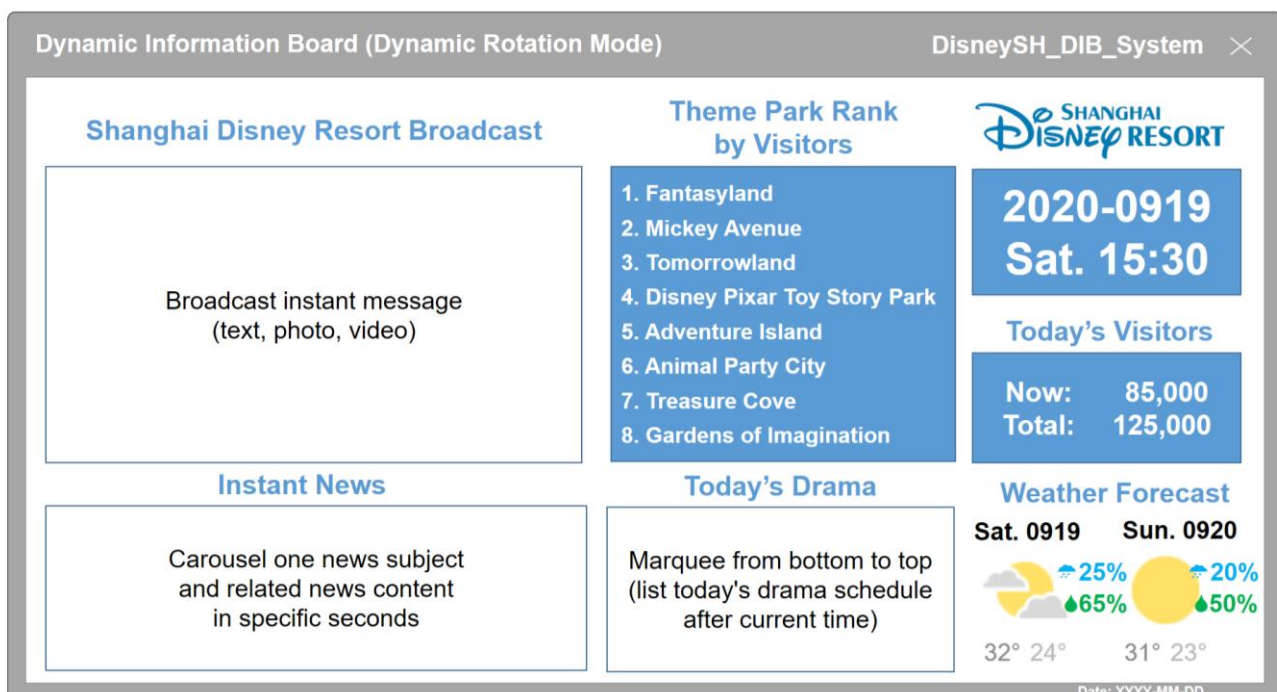 Dynamic Information Board (Dynamic Rotation Mode)
DisneySH_DIB_System
Shanghai Disney Resort Broadcast
Broadcast instant message
(text, photo, video)
Theme Park Rank
by Visitors
1. Fantasyland
2. Mickey Avenue
3. Tomorrowland
4. Disney Pixar Toy Story Park
5. Adventure Island
6. Animal Party City
7. Treasure Cove
8. Gardens of Imagination
SHANGHAI
DISNEY RESORT
2020-0919
Sat. 15:30
Today's Visitors
Now: 85,000
Total: 125,000
Instant News
Carousel one news subject
and related news content
in specific seconds
Today's Drama
Marquee from bottom to top
(list today's drama schedule
after current time)
Weather Forecast
Sat. 0919 Sun. 0920
25% 20%
65% 50%
32° 24° 31° 23°
Date: YYYY-MM-DD